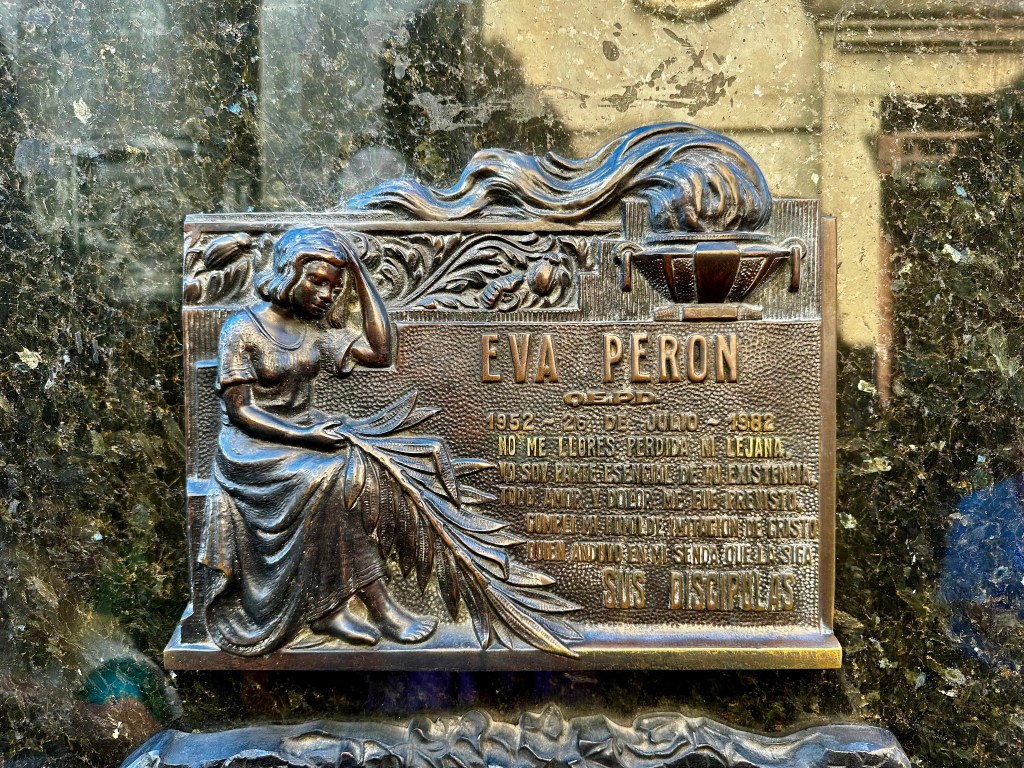 EVA PERON
Q.E.P.D.
1952 - 26 DE JULIO - 1982
NO ME LLORES PERDIDA NI LEJANA.
YO SOY PARTE ESENCIAL DE TU EXISTENCIA
TODO AMOR Y DOLOR ME FUE PREVISTO,
CUMPLI MI HUMILDE IMITACION DE CRISTO
QUIEN ANDUVO EN MI SENDA QUE LA SIGA
SUS DISCIPULAS